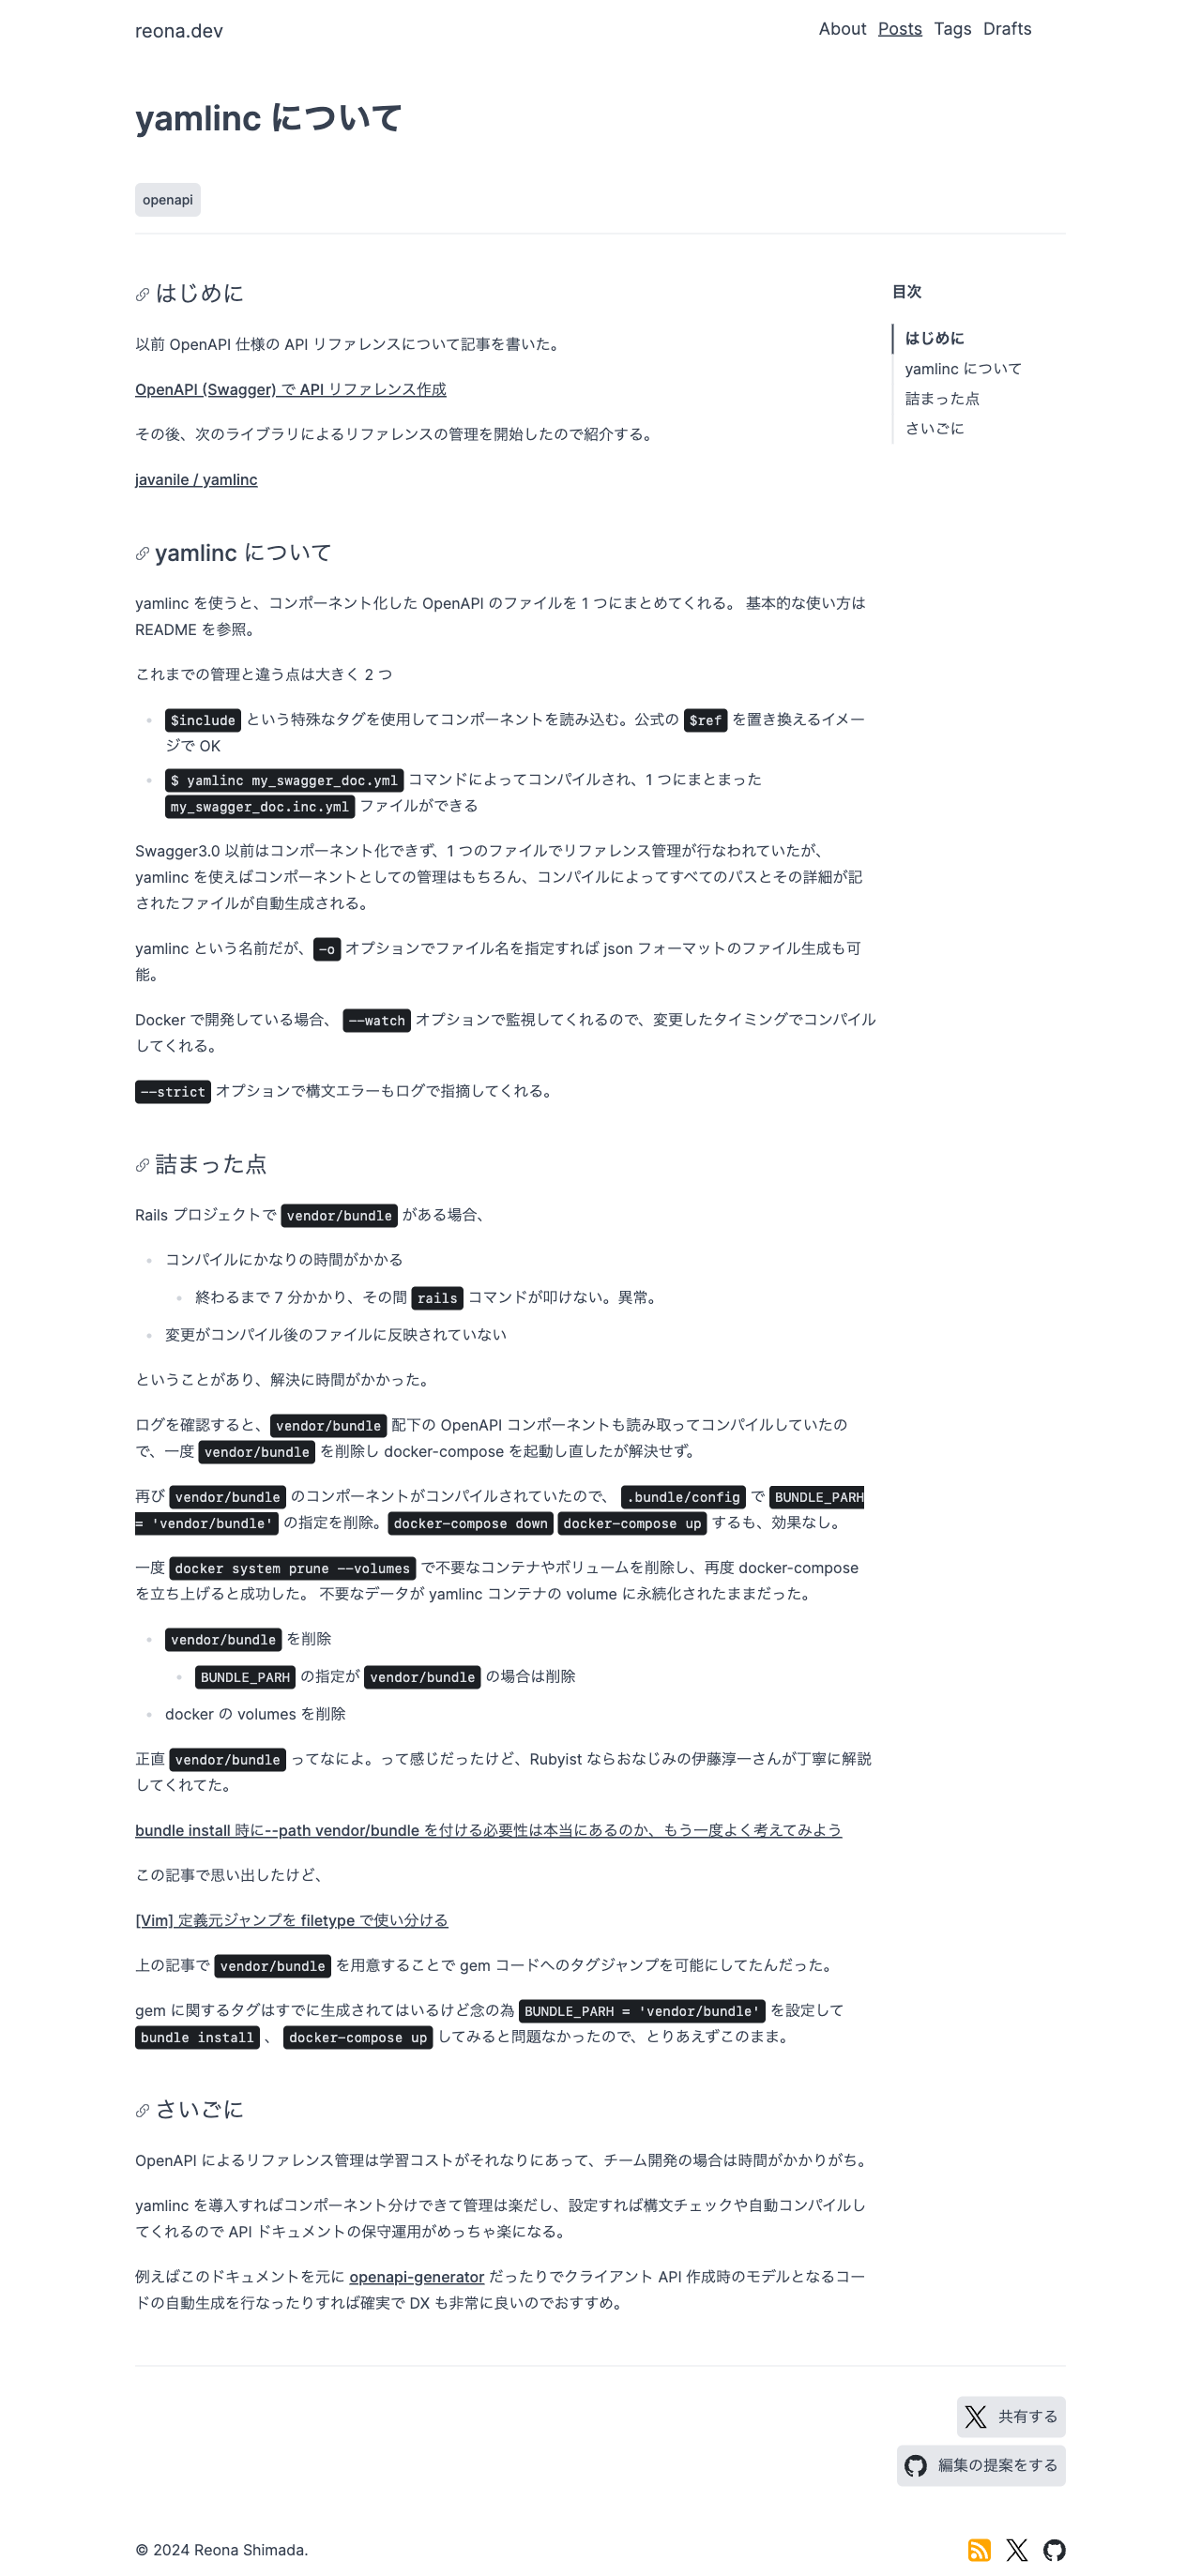 reona.dev
About Posts Tags Drafts
yamlinc について
openapi
はじめに
以前 OpenAPI 仕様の API リファレンスについて記事を書いた。
OpenAPI (Swagger) で API リファレンス作成
その後、次のライブラリによるリファレンスの管理を開始したので紹介する。
javanile / yamlinc
目次
はじめに
yamlinc について
詰まった点
さいごに
yamlinc について
yamlinc を使うと、コンポーネント化した OpenAPI のファイルを 1 つにまとめてくれる。 基本的な使い方は
README を参照。
これまでの管理と違う点は大きく 2 つ
$include という特殊なタグを使用してコンポーネントを読み込む。公式の $ref を置き換えるイメー
ジで OK
$ yamlinc my_swagger_doc.yml コマンドによってコンパイルされ、1 つにまとまった
my_swagger_doc.inc.yml ファイルができる
Swagger3.0 以前はコンポーネント化できず、1 つのファイルでリファレンス管理が行なわれていたが、
yamlinc を使えばコンポーネントとしての管理はもちろん、コンパイルによってすべてのパスとその詳細が記
されたファイルが自動生成される。
yamlinc という名前だが、-o オプションでファイル名を指定すれば json フォーマットのファイル生成も可
能。
Docker で開発している場合、 --watch オプションで監視してくれるので、変更したタイミングでコンパイル
してくれる。
--strict オプションで構文エラーもログで指摘してくれる。
詰まった点
Rails プロジェクトで vendor/bundle がある場合、
コンパイルにかなりの時間がかかる
終わるまで 7 分かかり、その間 rails コマンドが叩けない。異常。
変更がコンパイル後のファイルに反映されていない
ということがあり、解決に時間がかかった。
ログを確認すると、vendor/bundle 配下の OpenAPI コンポーネントも読み取ってコンパイルしていたの
で、一度 vendor/bundle を削除し docker-compose を起動し直したが解決せず。
再び vendor/bundle のコンポーネントがコンパイルされていたので、 .bundle/config で BUNDLE_PARH
= 'vendor/bundle' の指定を削除。docker-compose down docker-compose up するも、効果なし。
一度 docker system prune --volumes で不要なコンテナやボリュームを削除し、再度 docker-compose
を立ち上げると成功した。 不要なデータが yamlinc コンテナの volume に永続化されたままだった。
vendor/bundle を削除
BUNDLE_PARH の指定が vendor/bundle の場合は削除
docker の volumes を削除
正直 vendor/bundle ってなによ。って感じだったけど、Rubyist ならおなじみの伊藤淳一さんが丁寧に解説
してくれてた。
bundle install 時に--path vendor/bundle を付ける必要性は本当にあるのか、もう一度よく考えてみよう
この記事で思い出したけど、
[Vim] 定義元ジャンプを filetype で使い分ける
上の記事で vendor/bundle を用意することで gem コードへのタグジャンプを可能にしてたんだった。
gem に関するタグはすでに生成されてはいるけど念の為 BUNDLE_PARH = 'vendor/bundle' を設定して
bundle install 、 docker-compose up してみると問題なかったので、とりあえずこのまま。
さいごに
OpenAPI によるリファレンス管理は学習コストがそれなりにあって、チーム開発の場合は時間がかかりがち。
yamlinc を導入すればコンポーネント分けできて管理は楽だし、設定すれば構文チェックや自動コンパイルし
てくれるので API ドキュメントの保守運用がめっちゃ楽になる。
例えばこのドキュメントを元に openapi-generator だったりでクライアント API 作成時のモデルとなるコー
ドの自動生成を行なったりすれば確実で DX も非常に良いのでおすすめ。
共有する
編集の提案をする
© 2024 Reona Shimada.